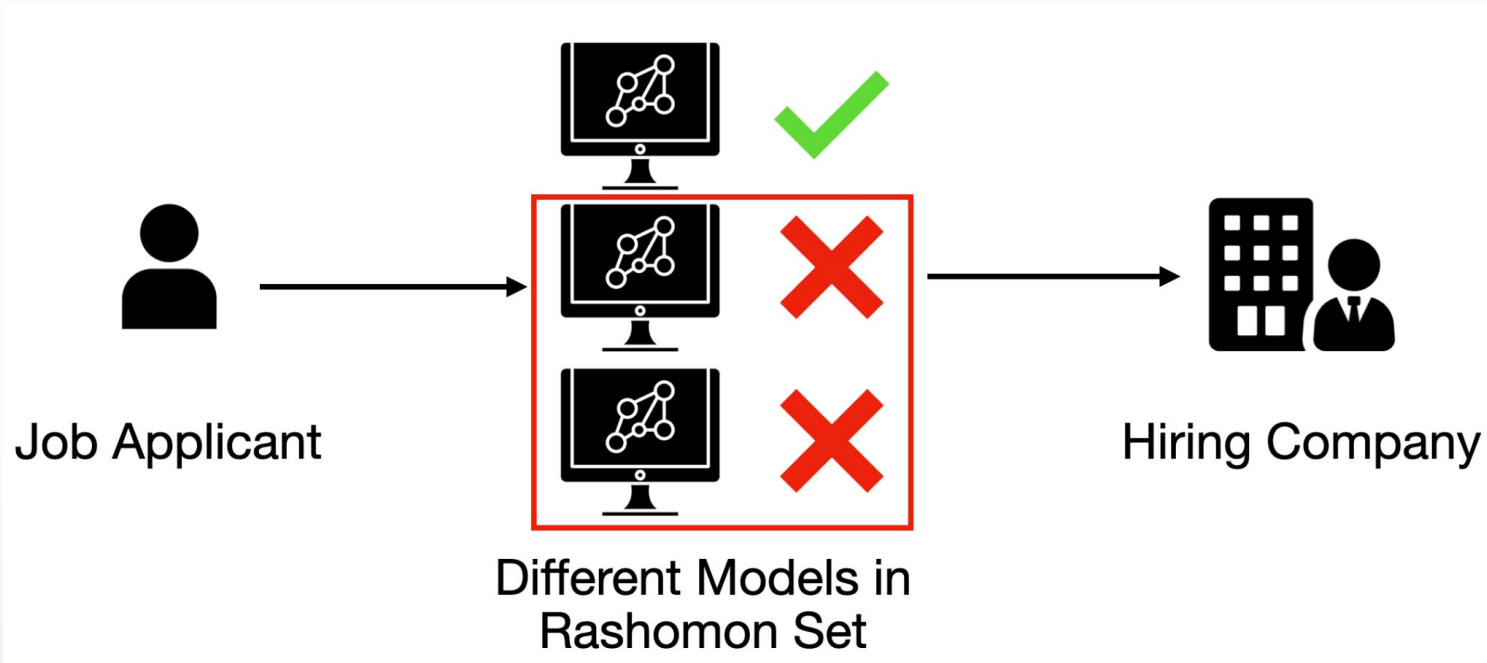 Job Applicant
Different Models in
Rashomon Set
Hiring Company